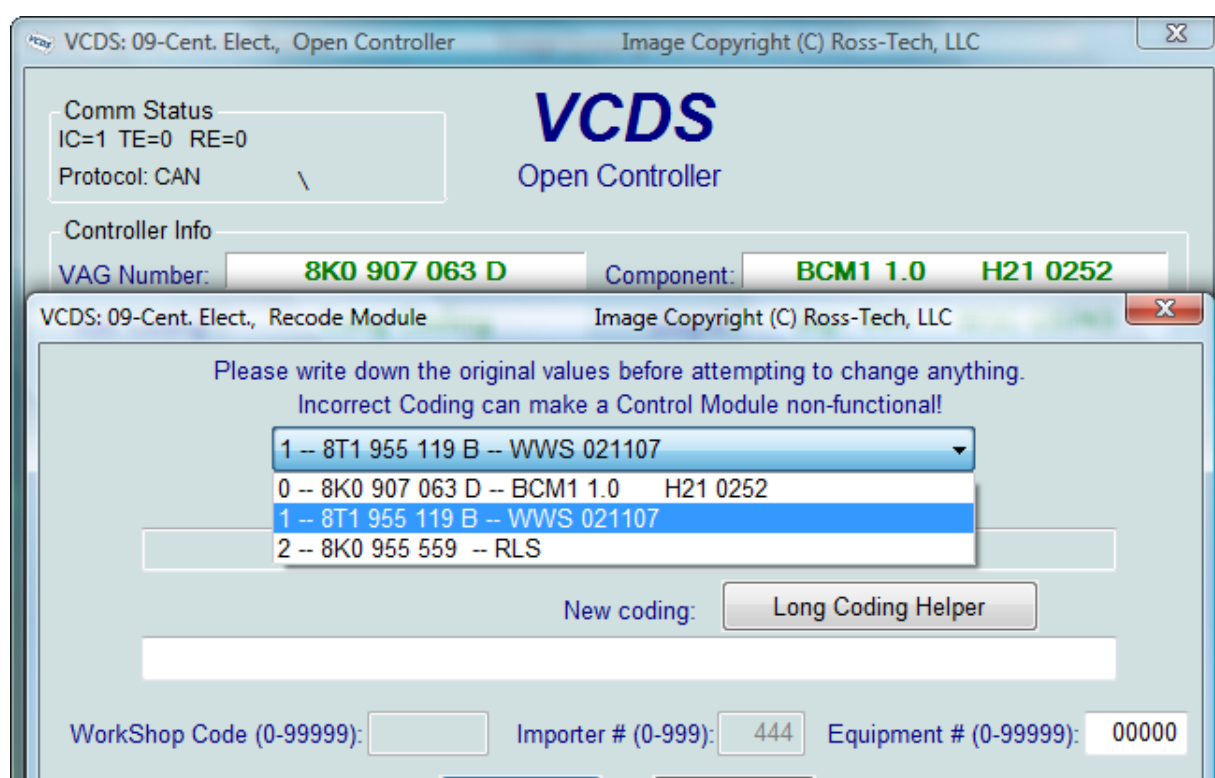 VCDS: 09-Cent. Elect., Open Controller Image Copyright (C) Ross-Tech, LLC
Comm Status
IC=1 TE=0 RE=0
Protocol: CAN \
VCDS
Open Controller
Controller Info
VAG Number: 8K0 907 063 D Component: BCM1 1.0 H21 0252
VCDS: 09-Cent. Elect., Recode Module Image Copyright (C) Ross-Tech, LLC
Please write down the original values before attempting to change anything.
Incorrect Coding can make a Control Module non-functional!
1 -- 8T1 955 119 B -- WWS 021107
0 -- 8K0 907 063 D -- BCM1 1.0 H21 0252
1 -- 8T1 955 119 B -- WWS 021107
2 -- 8K0 955 559 -- RLS
New coding: Long Coding Helper
WorkShop Code (0-99999): Importer # (0-999): 444 Equipment # (0-99999): 00000